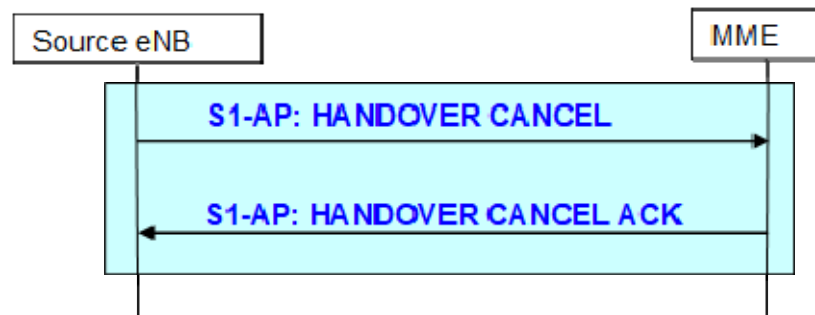 Source eNB
MME
S1-AP: HANDOVER CANCEL
S1-AP: HANDOVER CANCEL ACK